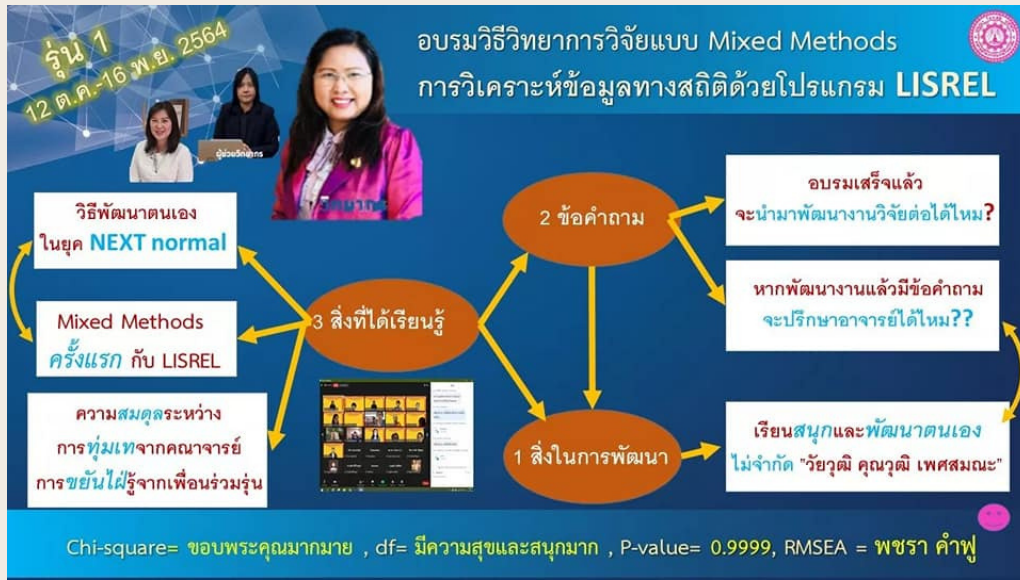 รุ่น 1
12 ต.ค.-16 พ.ย. 2564
อบรมวิธีวิทยาการวิจัยแบบ Mixed Methods
การวิเคราะห์ข้อมูลทางสถิติด้วยโปรแกรม LISREL
ผู้ช่วยวิทยากร
วิทยากร
วิธีพัฒนาตนเอง
ในยุค NEXT normal
Mixed Methods
ครั้งแรก กับ LISREL
ความสมดุลระหว่าง
การทุ่มเทจากคณาจารย์
การขยันใฝ่รู้จากเพื่อนร่วมรุ่น
3 สิ่งที่ได้เรียนรู้
2 ข้อคำถาม
1 สิ่งในการพัฒนา
อบรมเสร็จแล้ว
จะนำมาพัฒนางานวิจัยต่อได้ไหม?
หากพัฒนางานแล้วมีข้อคำถาม
จะปรึกษาอาจารย์ได้ไหม??
เรียนสนุกและพัฒนาตนเอง
ไม่จำกัด "วัยวุฒิ คุณวุฒิ เพศสมณะ"
Chi-square= ขอบพระคุณมากมาย , df= มีความสุขและสนุกมาก , P-value= 0.9999, RMSEA = พชรา คำฟู